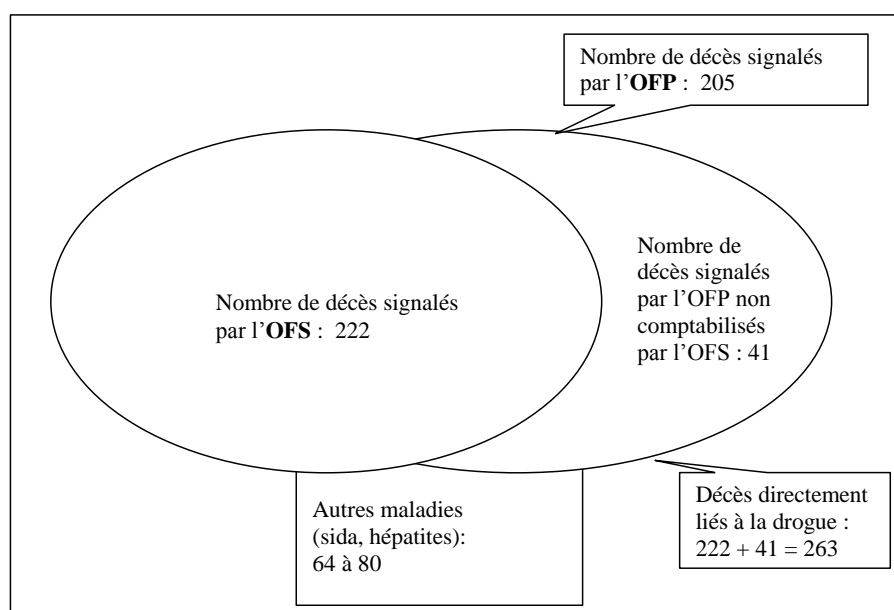 Nombre de décès signalés
par l'OFP : 205
Nombre de décès signalés
par l'OFS : 222
Nombre de
décès signalés
par l'OFP non
comptabilisés
par l'OFS : 41
Autres maladies
(sida, hépatites):
64 à 80
Décès directement
liés à la drogue :
222 + 41 = 263